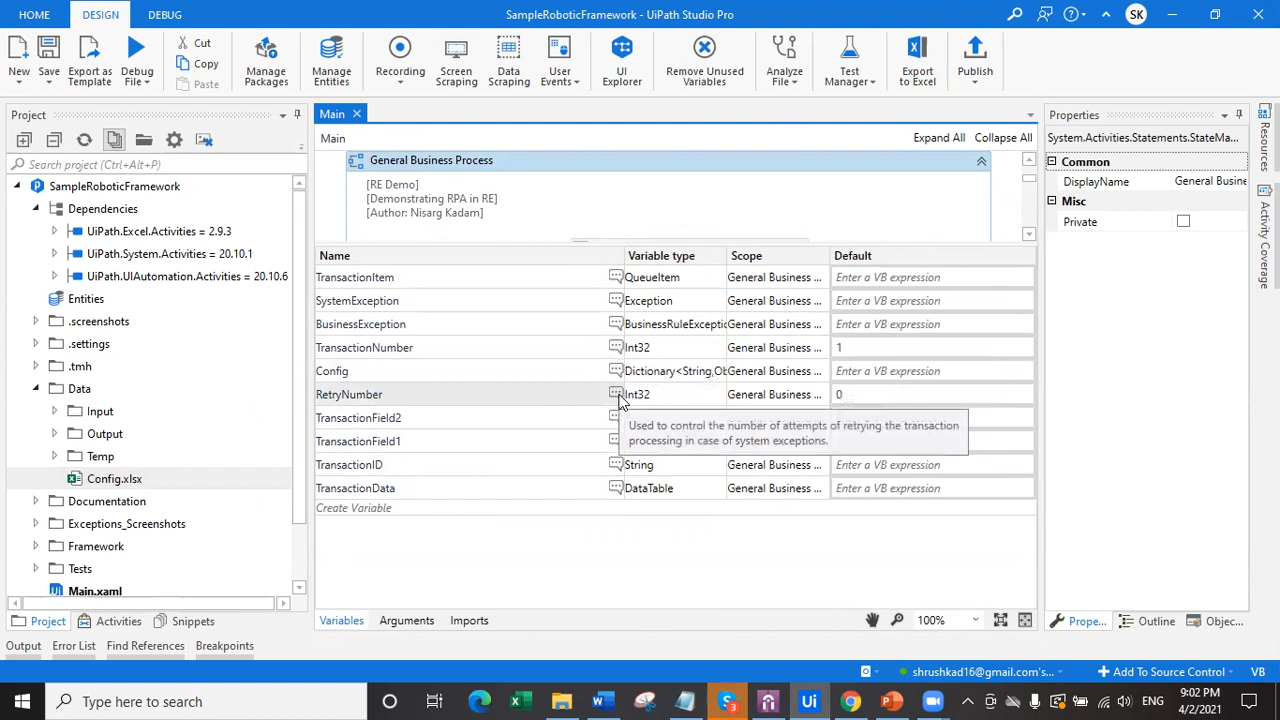 HOME DESIGN DEBUG SampleRoboticFramework - UiPath Studio Pro SK
New Save Export as Template Debug File Cut Copy Paste Manage Packages Manage Entities Recording Screen Scraping Data Scraping User Events UI Explorer Remove Unused Variables Analyze File Test Manager Export to Excel Publish
Project
Search project (Ctrl+Alt+P)
SampleRoboticFramework
Dependencies
UiPath.Excel.Activities = 2.9.3
UiPath.System.Activities = 20.10.1
UiPath.UIAutomation.Activities = 20.10.6
Entities
.screenshots
.settings
.tmh
Data
Input
Output
Temp
Config.xlsx
Documentation
Exceptions_Screenshots
Framework
Tests
Main.xaml
Project Activities Snippets
Main
Main Expand All Collapse All
General Business Process
[RE Demo]
[Demonstrating RPA in RE]
[Author: Nisarg Kadam]
Name Variable type Scope Default
TransactionItem QueueItem General Business ... Enter a VB expression
SystemException Exception General Business ... Enter a VB expression
BusinessException BusinessRuleExceptio General Business ... Enter a VB expression
TransactionNumber Int32 General Business ... 1
Config Dictionary<String,Ob General Business ... Enter a VB expression
RetryNumber Int32 General Business ... 0
TransactionField2
TransactionField1
Used to control the number of attempts of retrying the transaction
processing in case of system exceptions.
TransactionID String General Business ... Enter a VB expression
TransactionData DataTable General Business ... Enter a VB expression
Create Variable
Variables Arguments Imports 100%
Properties
System.Activities.Statements.StateMa...
Common
DisplayName General Busine
Misc
Private
Prope... Outline Objec...
Resources
Activity Coverage
Output Error List Find References Breakpoints
shrushkad16@gmail.com's... Add To Source Control VB
Type here to search
ENG
9:02 PM
4/2/2021